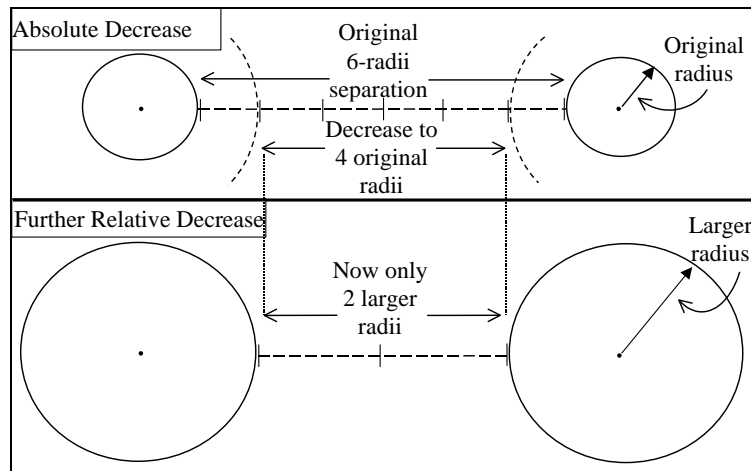 Absolute Decrease
Original
6-radii
separation
Original
radius
Decrease to
4 original
radii
Further Relative Decrease
Larger
radius
Now only
2 larger
radii